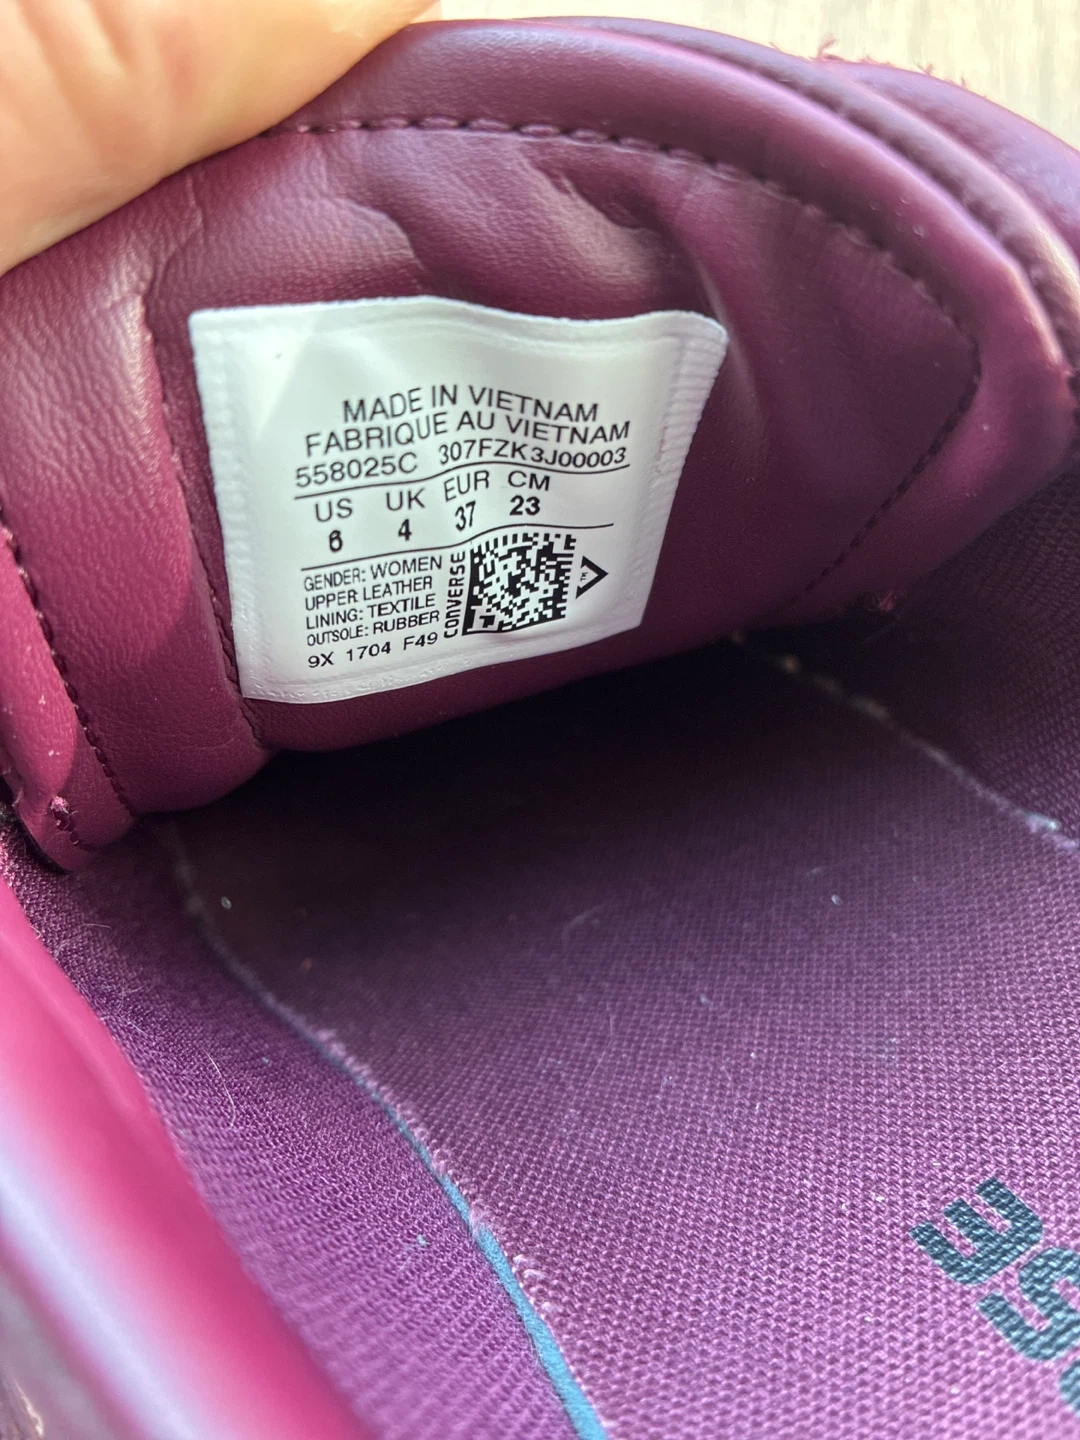 MADE IN VIETNAM
FABRIQUE AU VIETNAM
558025C 307FZK3J00003
US UK EUR CM
6 4 37 23
GENDER: WOMEN
UPPER: LEATHER
LINING: TEXTILE
OUTSOLE: RUBBER
9X 1704 F49
CONVERSE
TM